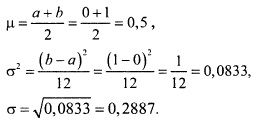 μ = (a + b)/2 = (0 + 1)/2 = 0,5 ,
σ² = (b − a)²/12 = (1 − 0)²/12 = 1/12 = 0,0833,
σ = √0,0833 = 0,2887.